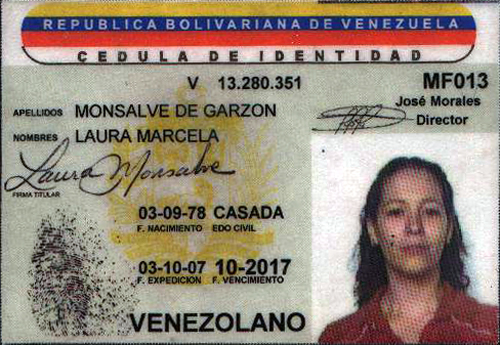 REPUBLICA BOLIVARIANA DE VENEZUELA
CEDULA DE IDENTIDAD
V 13.280.351
MF013
José Morales
Director
APELLIDOS MONSALVE DE GARZON
NOMBRES LAURA MARCELA
Laura Monsalve
FIRMA TITULAR
03-09-78 CASADA
F. NACIMIENTO EDO CIVIL
03-10-07 10-2017
F. EXPEDICION F. VENCIMIENTO
VENEZOLANO